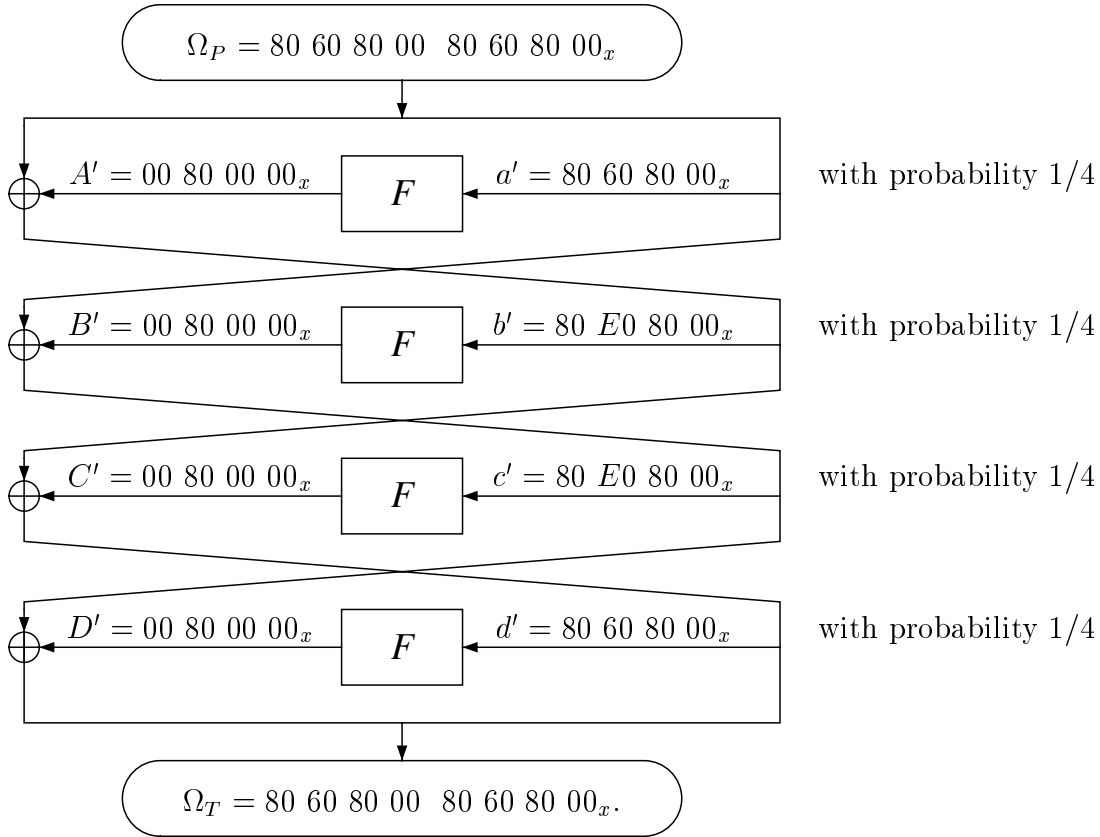 Ω_P = 80 60 80 00 80 60 80 00_x
A′ = 00 80 00 00_x F a′ = 80 60 80 00_x with probability 1/4
B′ = 00 80 00 00_x F b′ = 80 E0 80 00_x with probability 1/4
C′ = 00 80 00 00_x F c′ = 80 E0 80 00_x with probability 1/4
D′ = 00 80 00 00_x F d′ = 80 60 80 00_x with probability 1/4
Ω_T = 80 60 80 00 80 60 80 00_x.